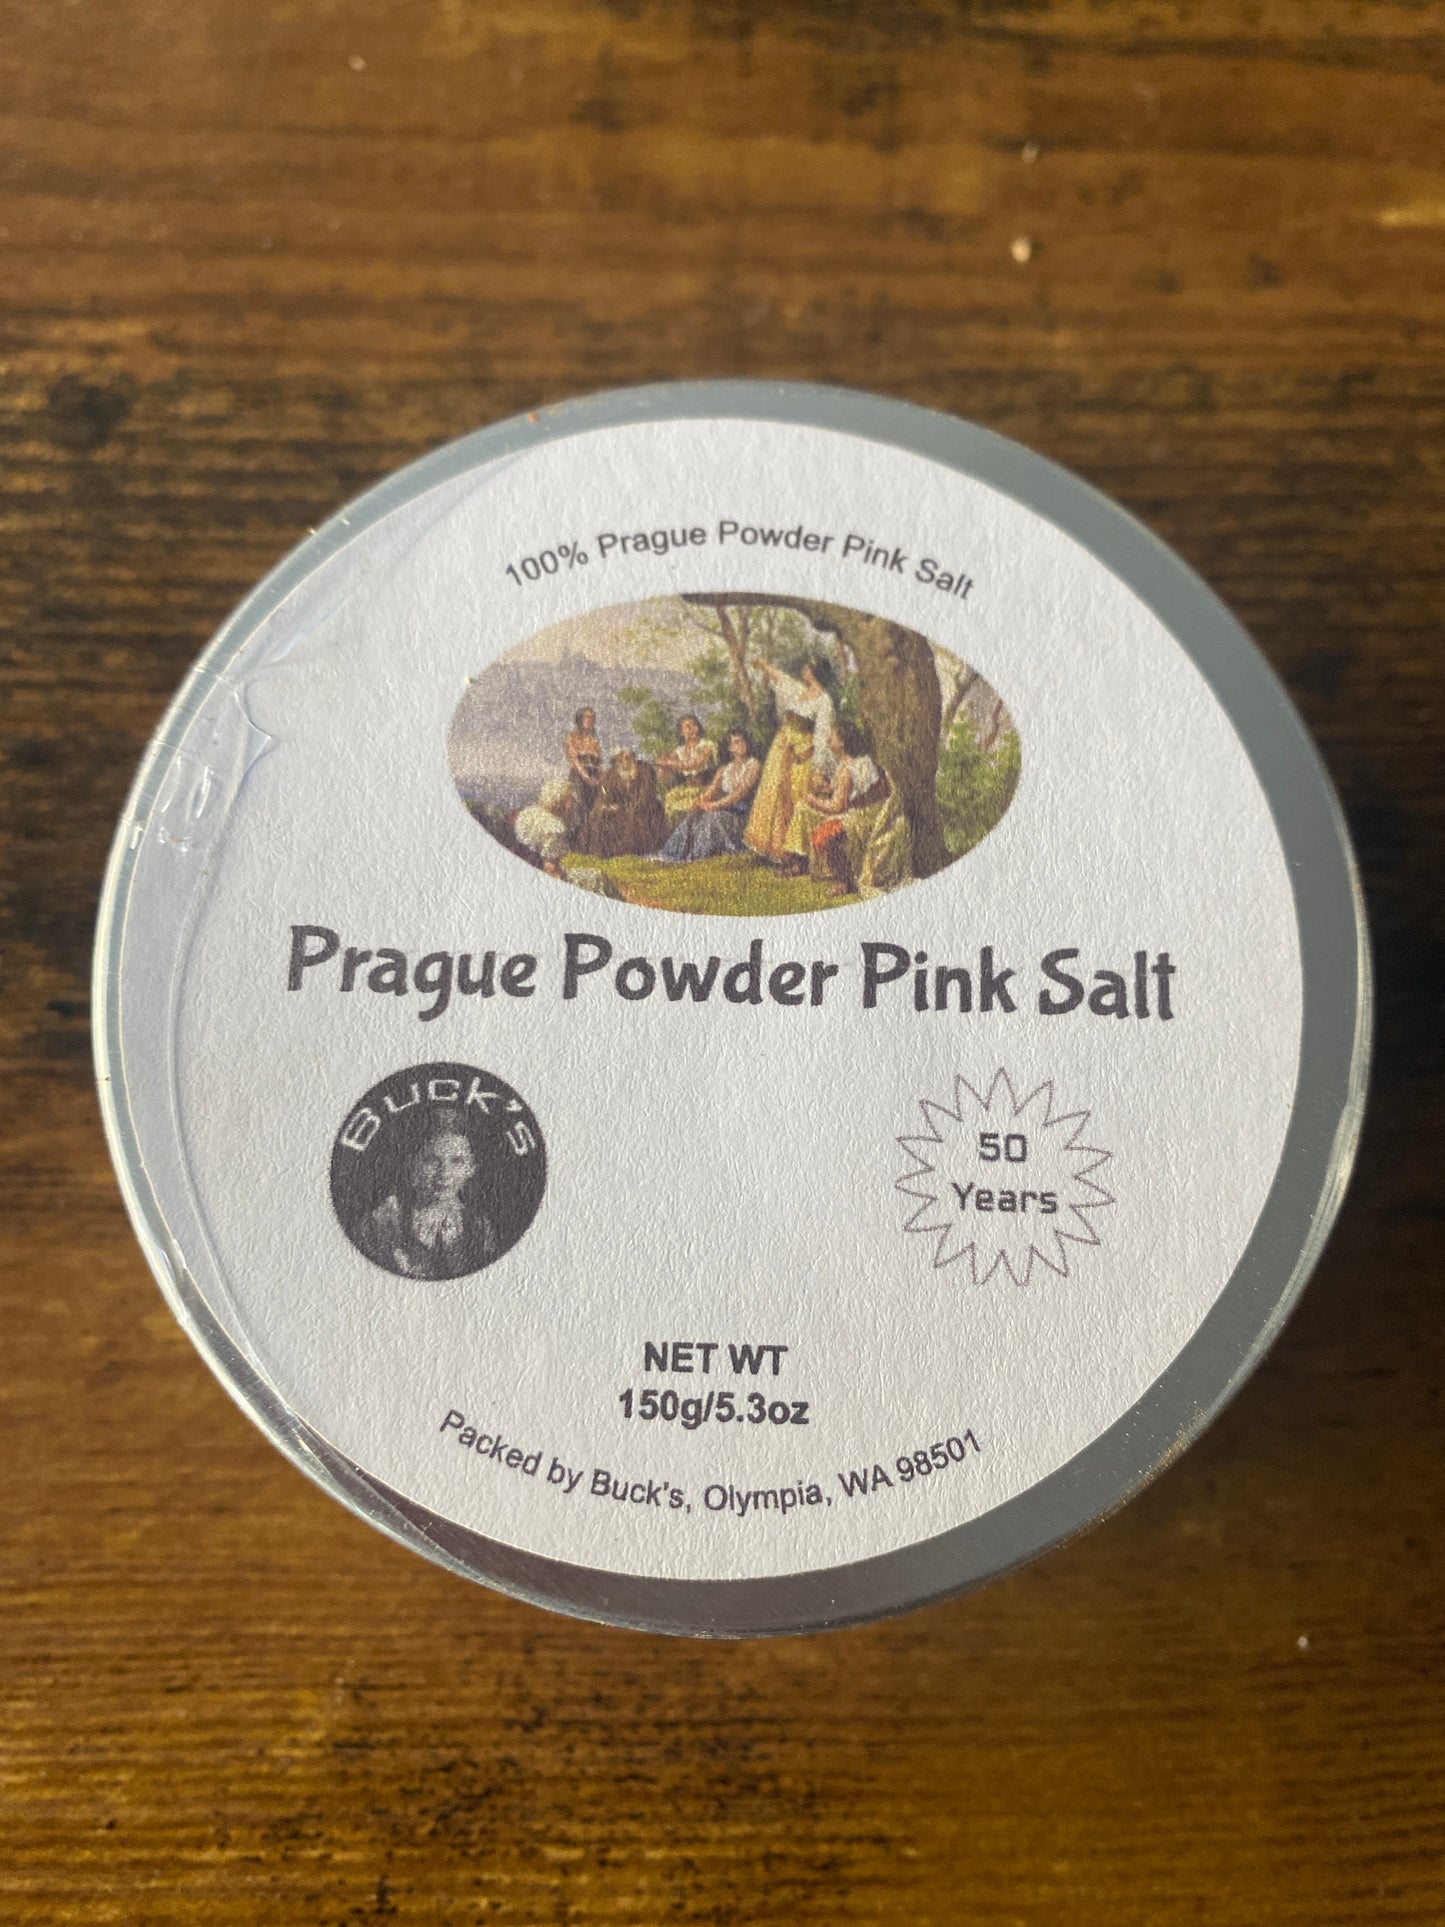 100% Prague Powder Pink Salt
Prague Powder Pink Salt
Buck's
50
Years
NET WT
150g/5.3oz
Packed by Buck's, Olympia, WA 98501